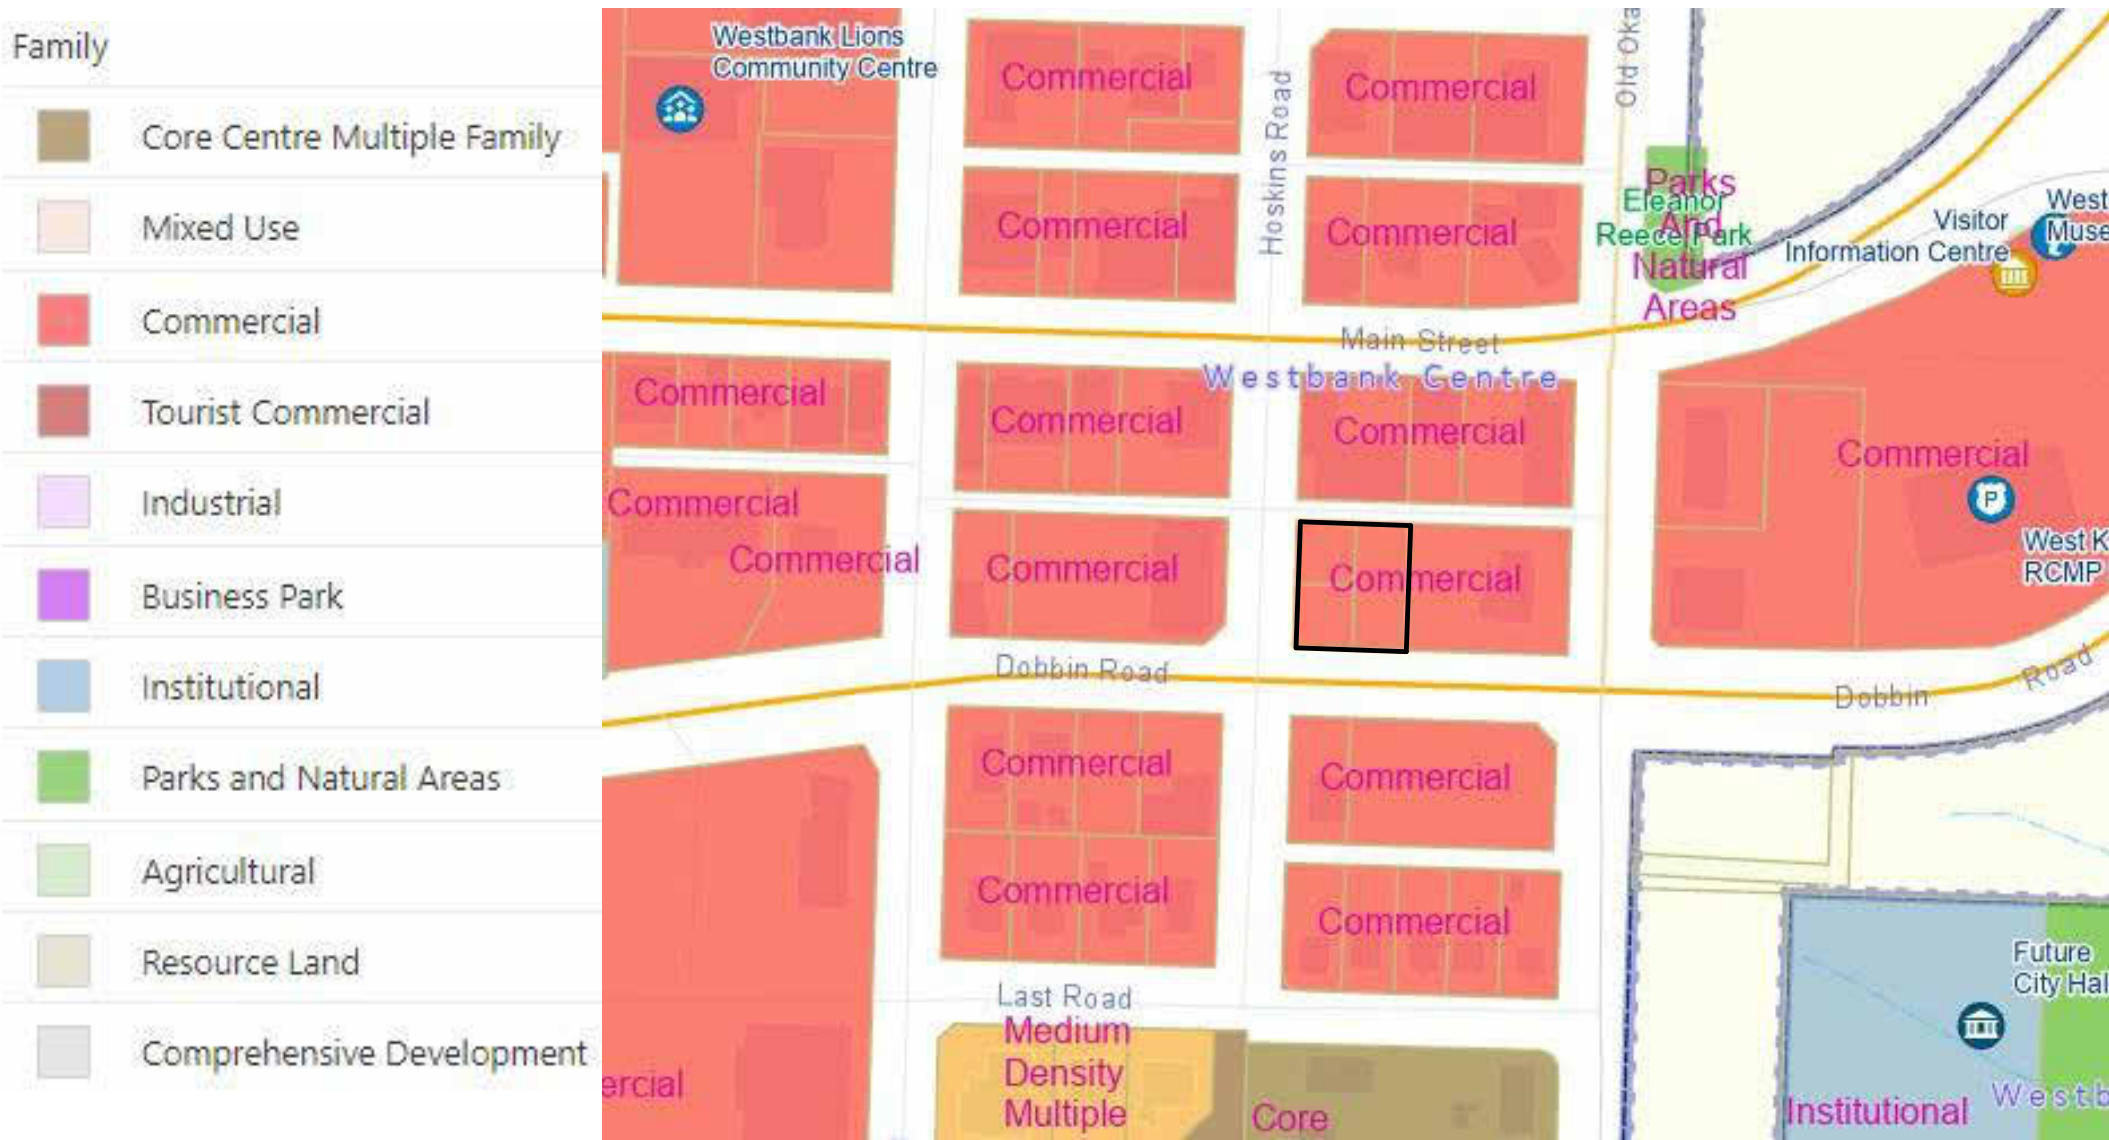 Family
Core Centre Multiple Family
Mixed Use
Commercial
Tourist Commercial
Industrial
Business Park
Institutional
Parks and Natural Areas
Agricultural
Resource Land
Comprehensive Development
Westbank Lions
Community Centre
Commercial
Commercial
Hoskins Road
Old Oka
Commercial
Commercial
Parks
And
Natural
Areas
Eleanor
Reece Park
Visitor
Information Centre
West
Muse
Main Street
Westbank Centre
Commercial
Commercial
Commercial
Commercial
Commercial
Commercial
Commercial
Commercial
West K
RCMP
P
Dobbin Road
Dobbin
Road
Commercial
Commercial
Commercial
Commercial
Last Road
Medium
Density
Multiple
ercial
Core
Future
City Hal
Institutional
Westb